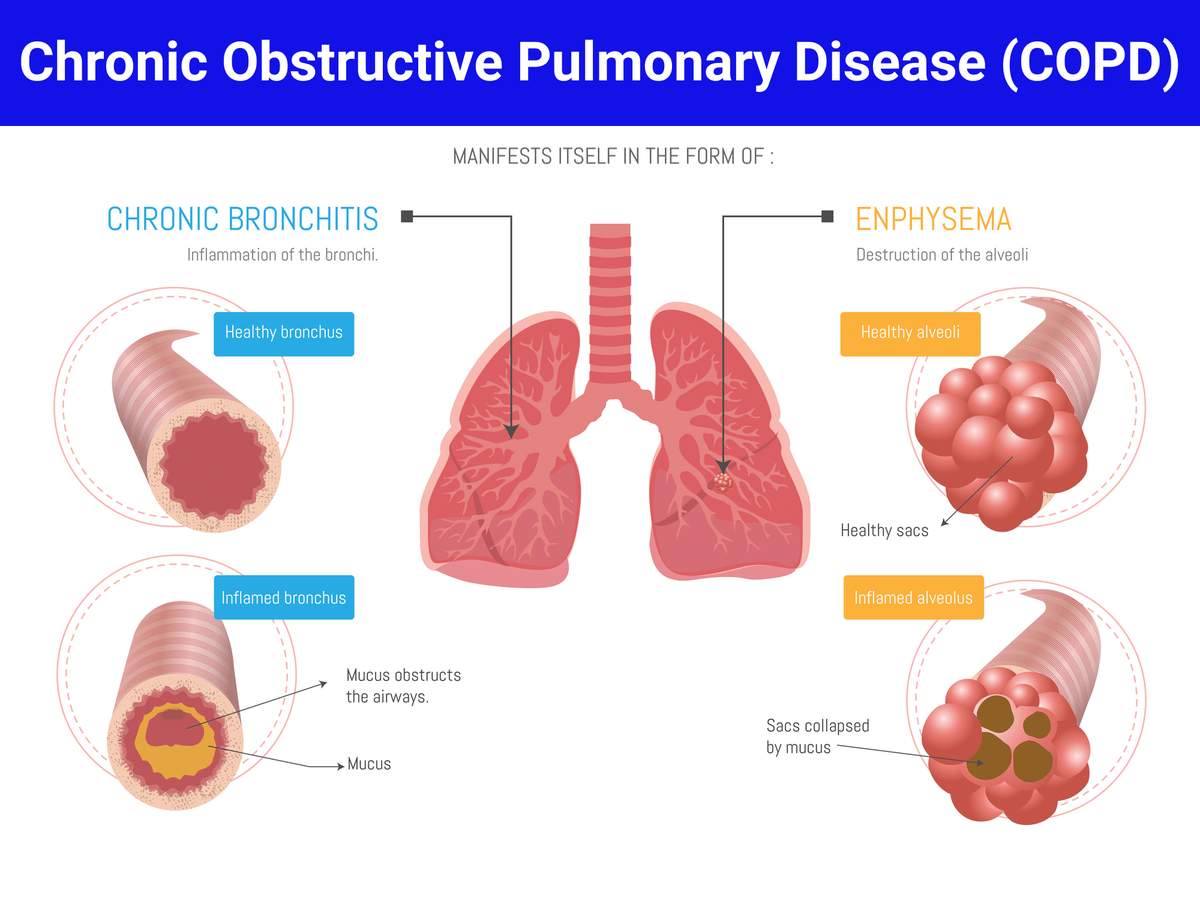 Chronic Obstructive Pulmonary Disease (COPD)
MANIFESTS ITSELF IN THE FORM OF :
CHRONIC BRONCHITIS
Inflammation of the bronchi.
ENPHYSEMA
Destruction of the alveoli
Healthy bronchus
Healthy alveoli
Healthy sacs
Inflamed bronchus
Inflamed alveolus
Mucus obstructs
the airways.
Mucus
Sacs collapsed
by mucus